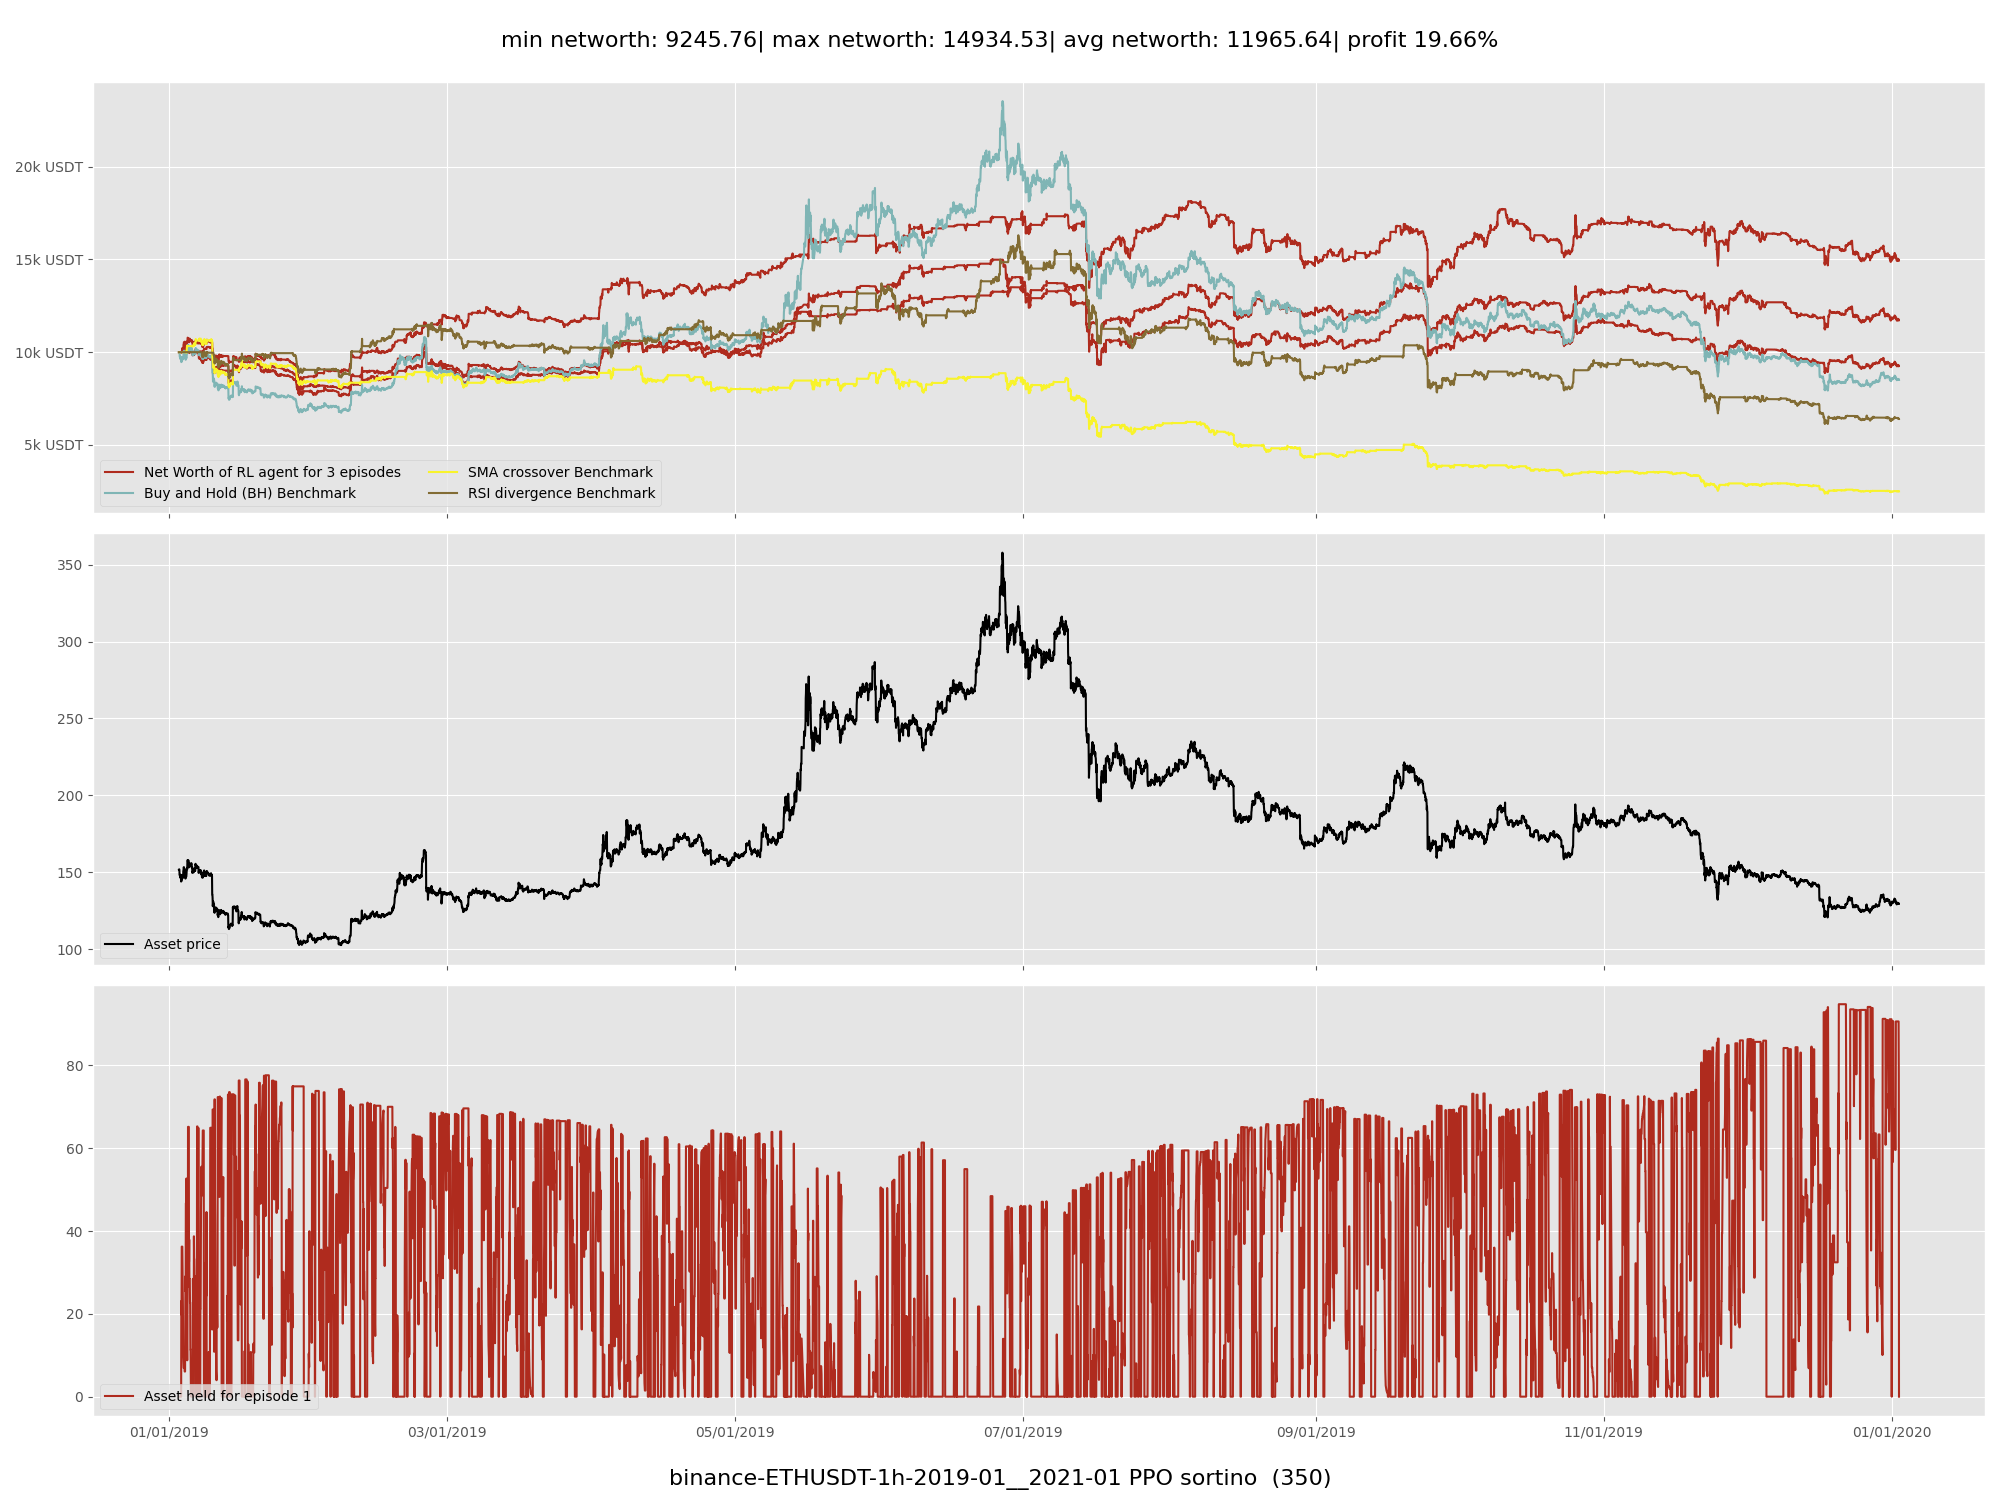 min networth: 9245.76| max networth: 14934.53| avg networth: 11965.64| profit 19.66%
20k USDT
15k USDT
10k USDT
5k USDT
Net Worth of RL agent for 3 episodes
Buy and Hold (BH) Benchmark
SMA crossover Benchmark
RSI divergence Benchmark
350
300
250
200
150
100
Asset price
80
60
40
20
0
Asset held for episode 1
01/01/2019 03/01/2019 05/01/2019 07/01/2019 09/01/2019 11/01/2019 01/01/2020
binance-ETHUSDT-1h-2019-01__2021-01 PPO sortino  (350)